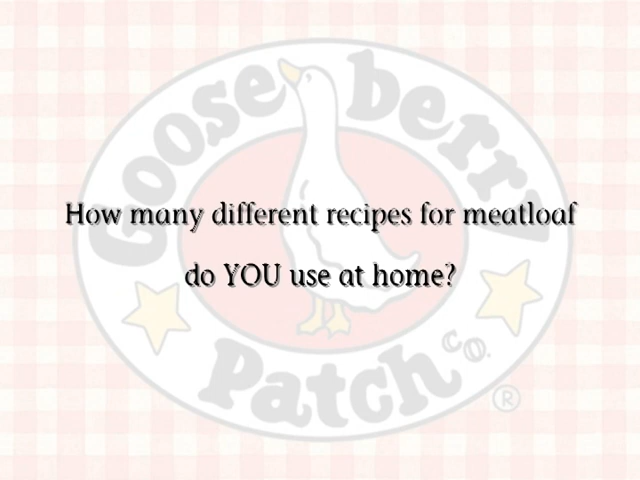 Gooseberry
How many different recipes for meatloaf
do YOU use at home?
Patch Co.
®